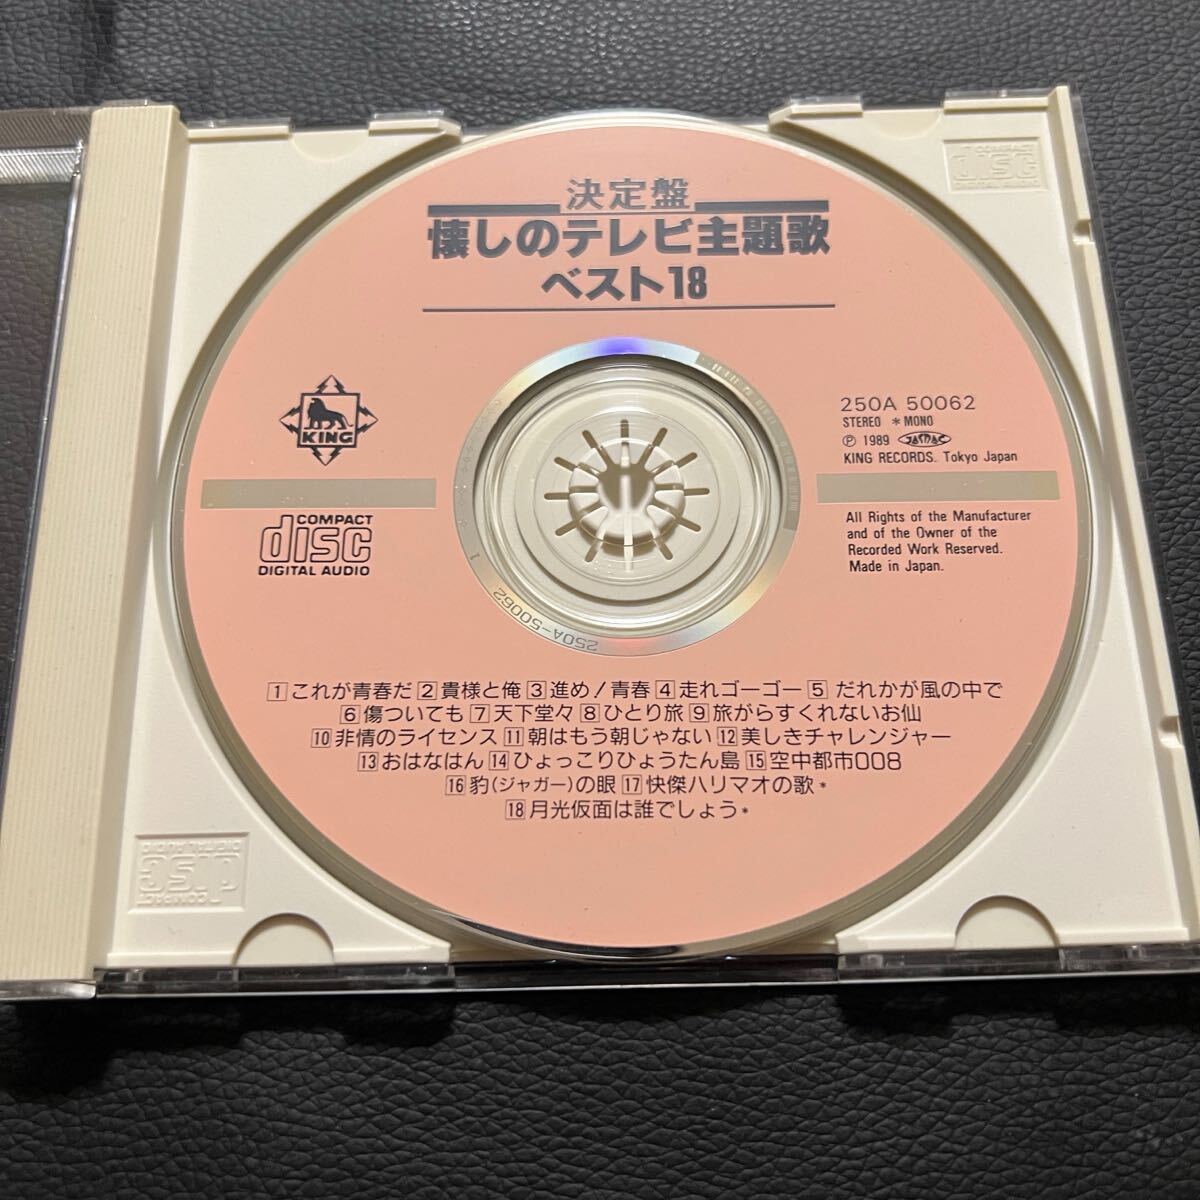 決定盤
懐しのテレビ主題歌
ベスト18
KING
COMPACT
disc
DIGITAL AUDIO
250A 50062
STEREO *MONO
Ⓟ 1989 JASRAC
KING RECORDS. Tokyo Japan
All Rights of the Manufacturer
and of the Owner of the
Recorded Work Reserved.
Made in Japan.
250A-50062
1
1 これが青春だ 2 貴様と俺 3 進め！青春 4 走れゴーゴー 5 だれかが風の中で
6 傷ついても 7 天下堂々 8 ひとり旅 9 旅がらすくれないお仙
10 非情のライセンス 11 朝はもう朝じゃない 12 美しきチャレンジャー
13 おはなはん 14 ひょっこりひょうたん島 15 空中都市008
16 豹(ジャガー)の眼 17 快傑ハリマオの歌*
18 月光仮面は誰でしょう*
COMPACT
disc
DIGITAL AUDIO
COMPACT
disc
DIGITAL AUDIO